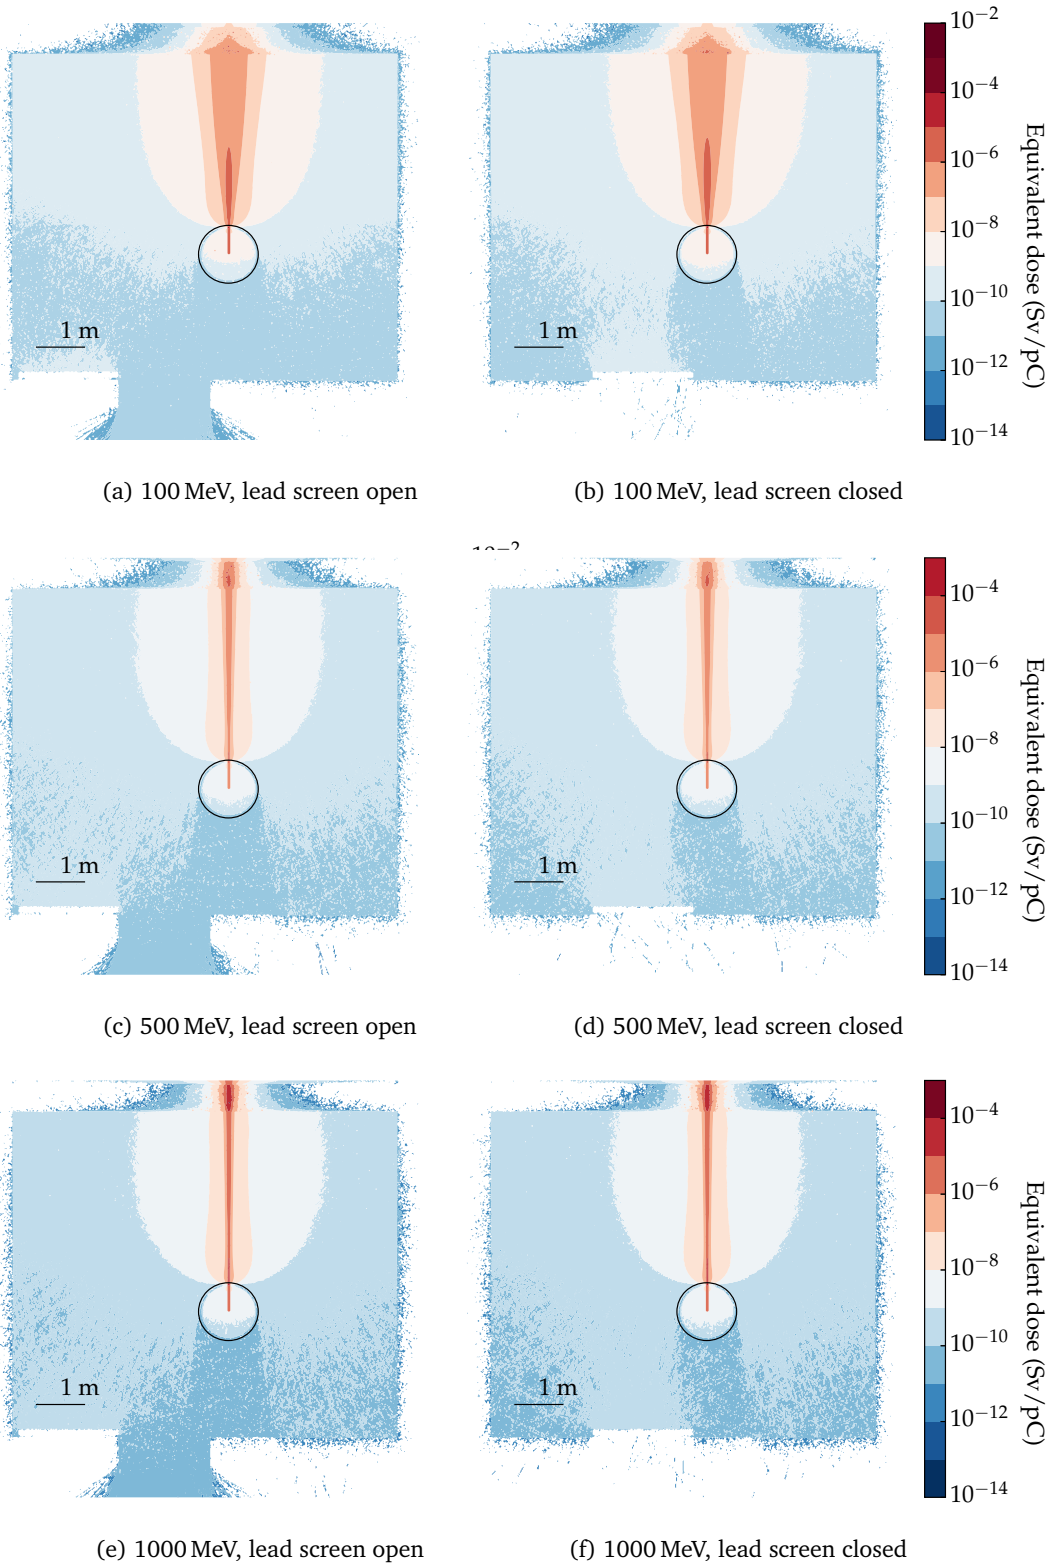 10⁻²
10⁻⁴
10⁻⁶
10⁻⁸
10⁻¹⁰
10⁻¹²
10⁻¹⁴
Equivalent dose (Sv/pC)
1 m
1 m
(a) 100 MeV, lead screen open
(b) 100 MeV, lead screen closed
10⁻²
10⁻⁴
10⁻⁶
10⁻⁸
10⁻¹⁰
10⁻¹²
10⁻¹⁴
Equivalent dose (Sv/pC)
1 m
1 m
(c) 500 MeV, lead screen open
(d) 500 MeV, lead screen closed
10⁻⁴
10⁻⁶
10⁻⁸
10⁻¹⁰
10⁻¹²
10⁻¹⁴
Equivalent dose (Sv/pC)
1 m
1 m
(e) 1000 MeV, lead screen open
(f) 1000 MeV, lead screen closed